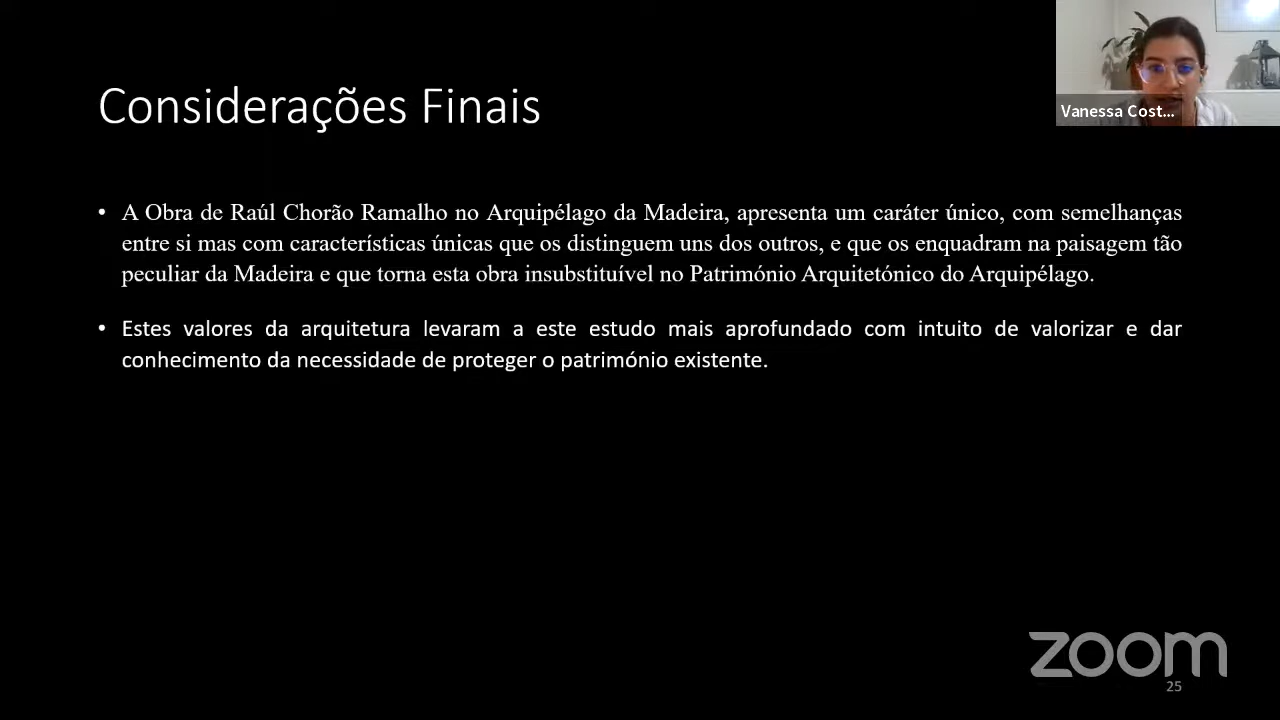 Considerações Finais
Vanessa Cost...
• A Obra de Raúl Chorão Ramalho no Arquipélago da Madeira, apresenta um caráter único, com semelhanças
entre si mas com características únicas que os distinguem uns dos outros, e que os enquadram na paisagem tão
peculiar da Madeira e que torna esta obra insubstituível no Património Arquitetónico do Arquipélago.
• Estes valores da arquitetura levaram a este estudo mais aprofundado com intuito de valorizar e dar
conhecimento da necessidade de proteger o património existente.
zoom
25